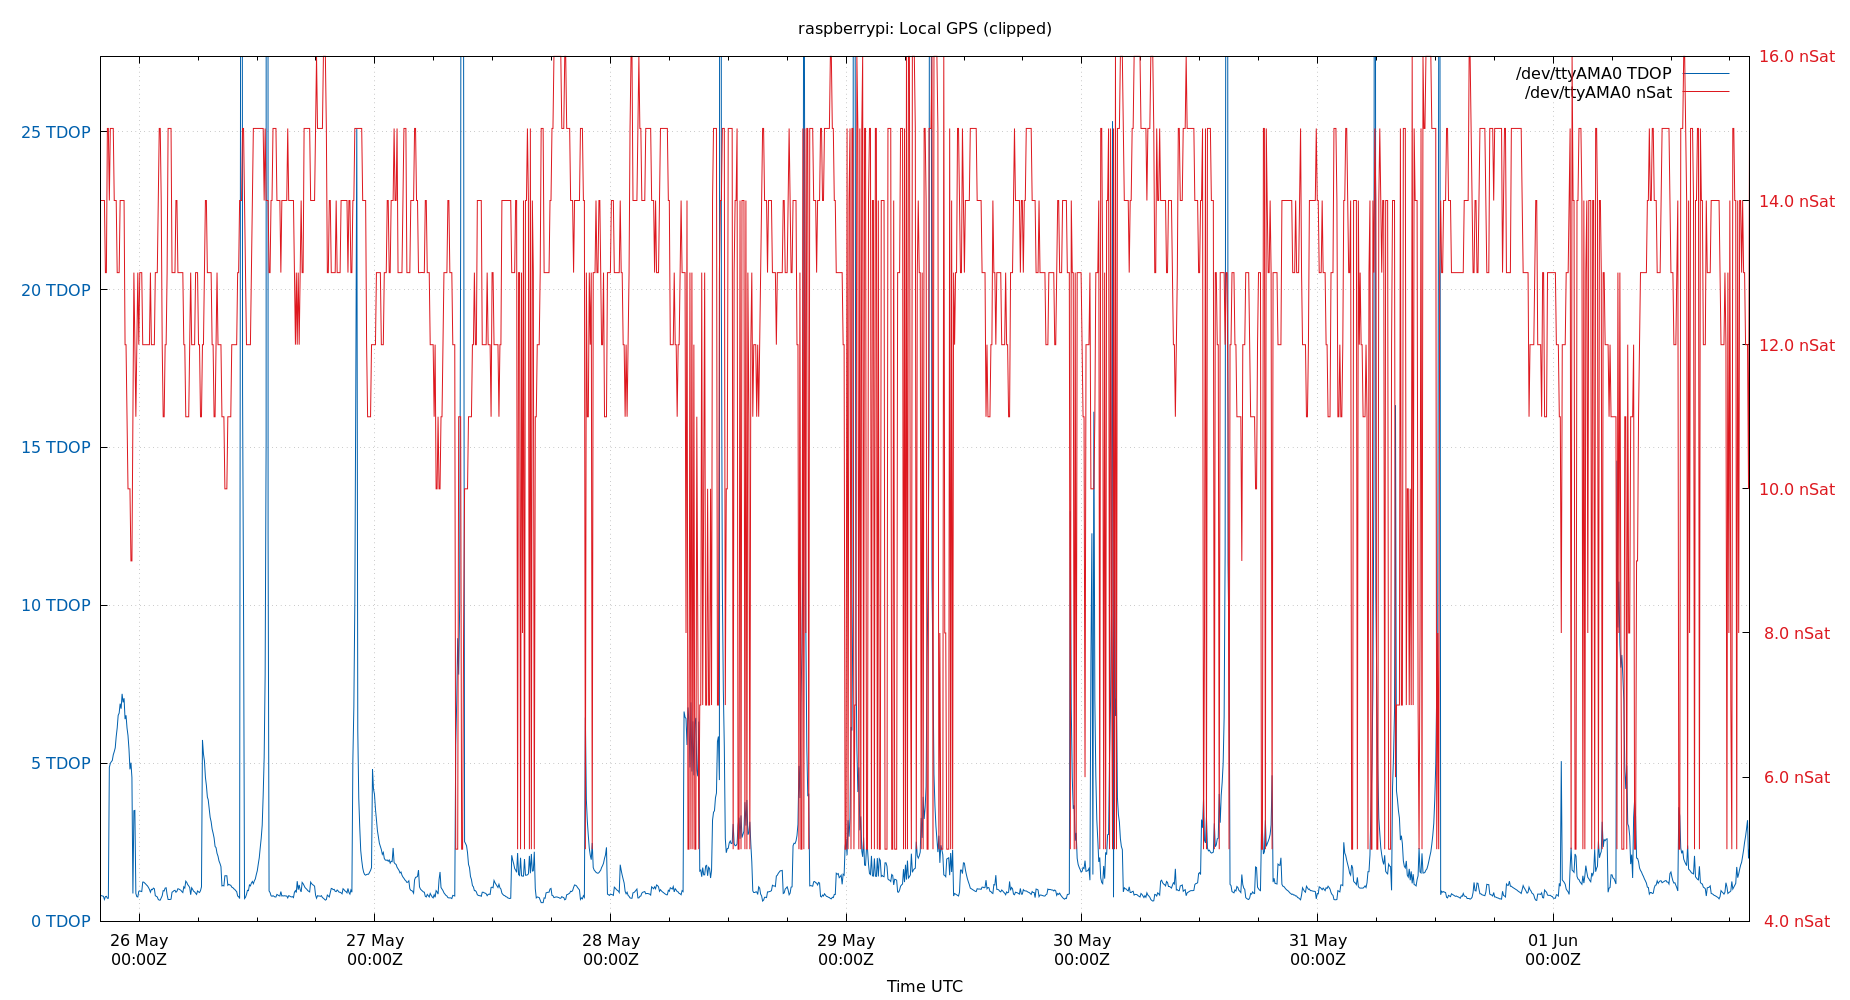 raspberrypi: Local GPS (clipped)
16.0 nSat
/dev/ttyAMA0 TDOP
/dev/ttyAMA0 nSat
25 TDOP
14.0 nSat
20 TDOP
12.0 nSat
15 TDOP
10.0 nSat
10 TDOP
8.0 nSat
5 TDOP
6.0 nSat
0 TDOP
4.0 nSat
26 May 27 May 28 May 29 May 30 May 31 May 01 Jun
00:00Z 00:00Z 00:00Z 00:00Z 00:00Z 00:00Z 00:00Z
Time UTC